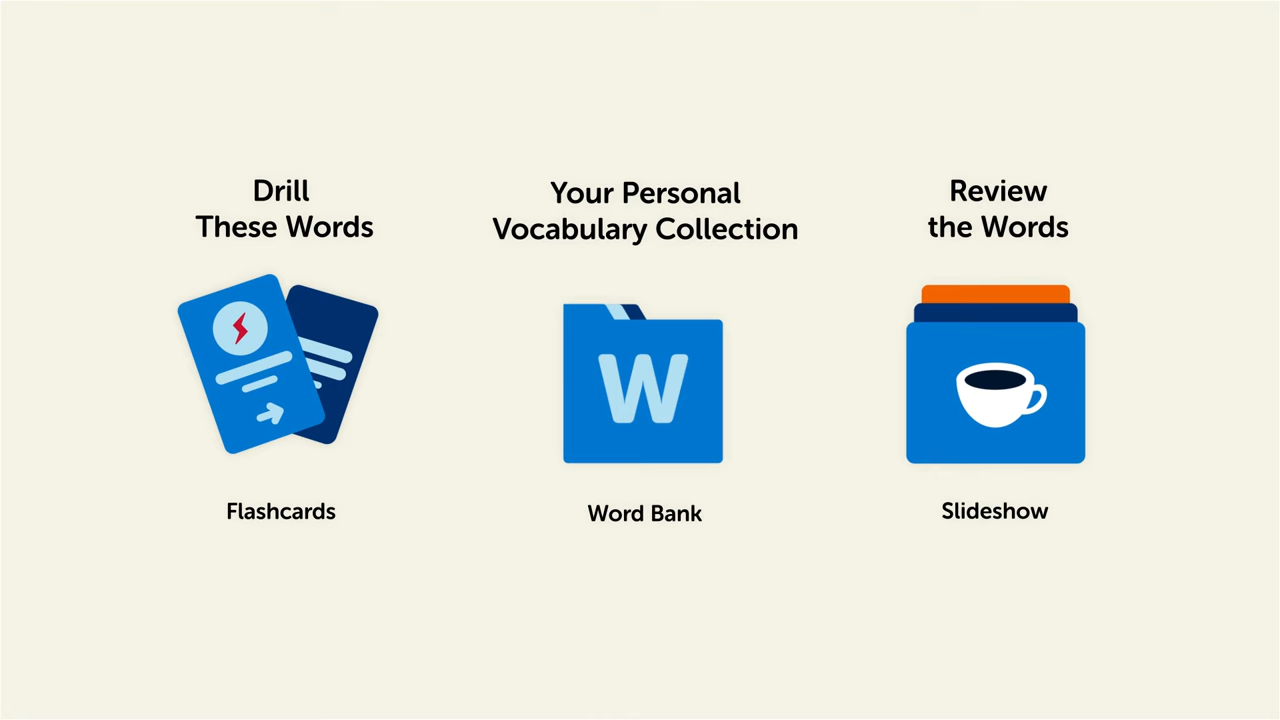 Drill
These Words
Your Personal
Vocabulary Collection
Review
the Words
W
Flashcards
Word Bank
Slideshow